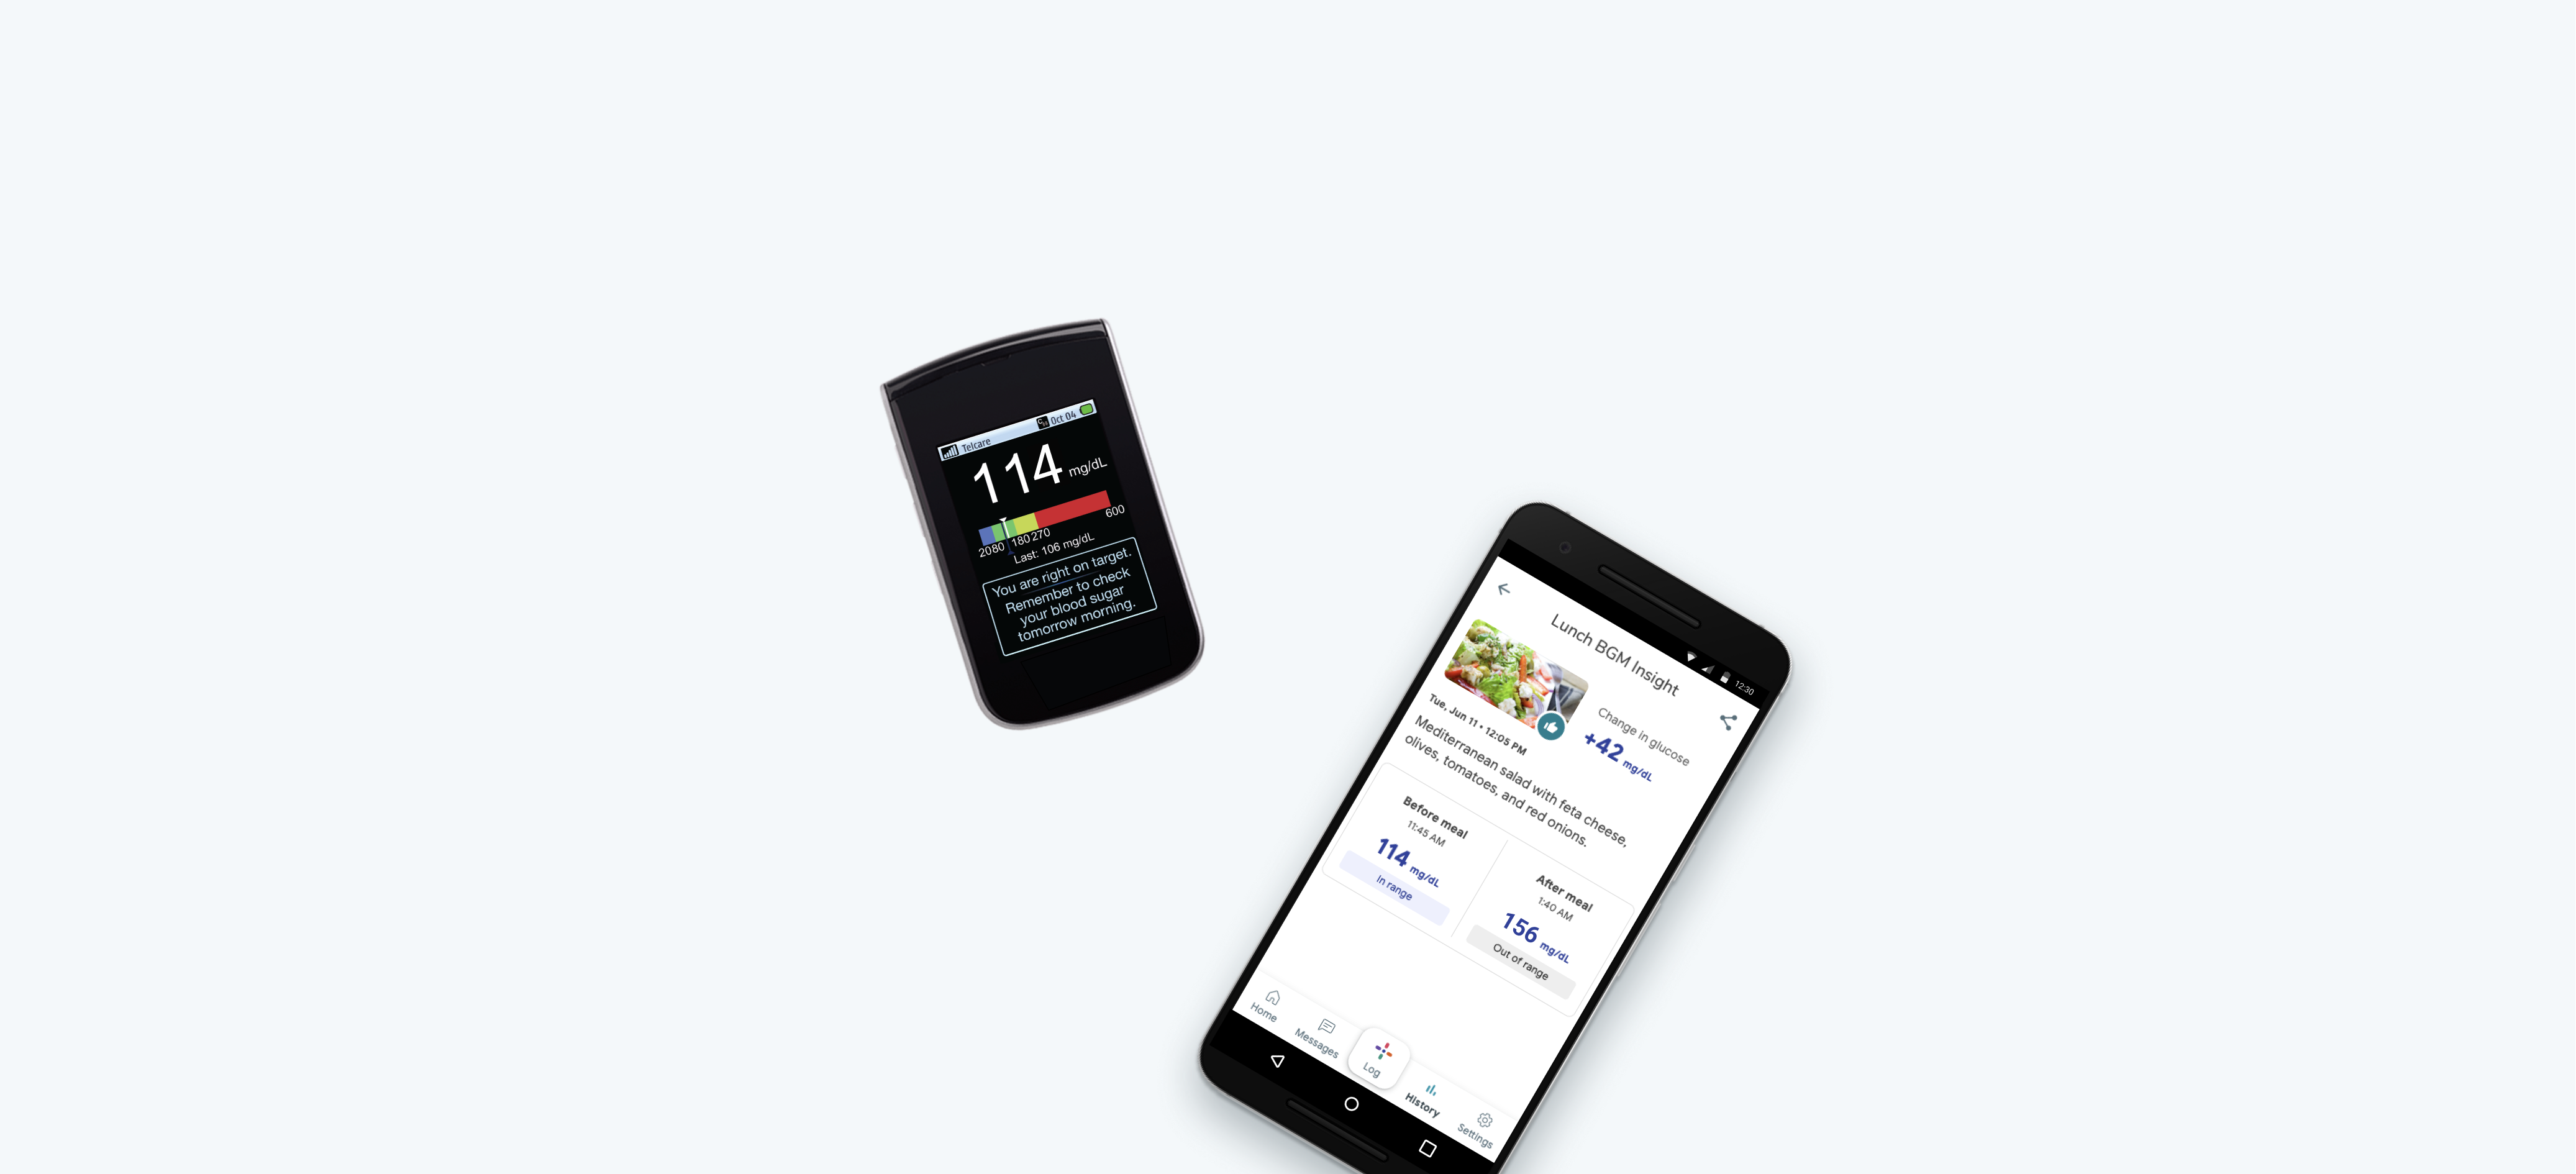 Telcare
Oct 04
114 mg/dL
20 80 180 270 600
Last: 106 mg/dL
You are right on target.
Remember to check
your blood sugar
tomorrow morning.
12:30
Lunch BGM Insight
Change in glucose
+42 mg/dL
Tue, Jun 11 • 12:05 PM
Mediterranean salad with feta cheese,
olives, tomatoes, and red onions.
Before meal
11:45 AM
114 mg/dL
In range
After meal
1:40 AM
156 mg/dL
Out of range
Home
Messages
Log
History
Settings